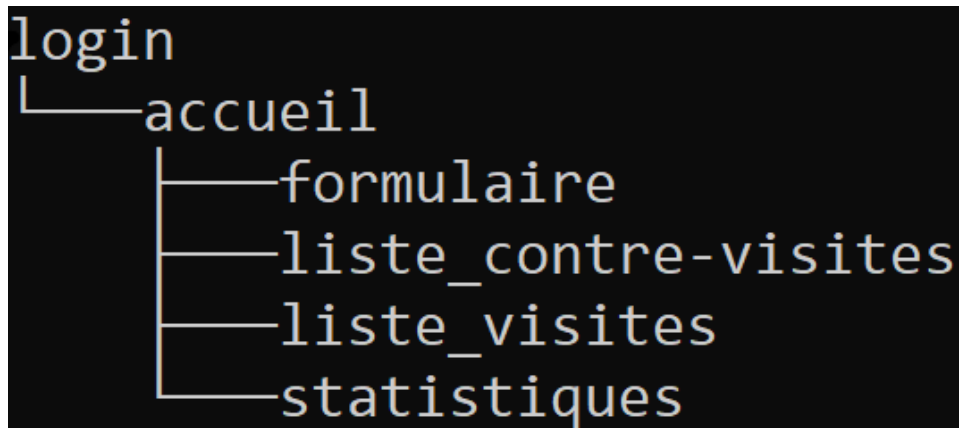 login
└───accueil
    ├───formulaire
    ├───liste_contre-visites
    ├───liste_visites
    └───statistiques